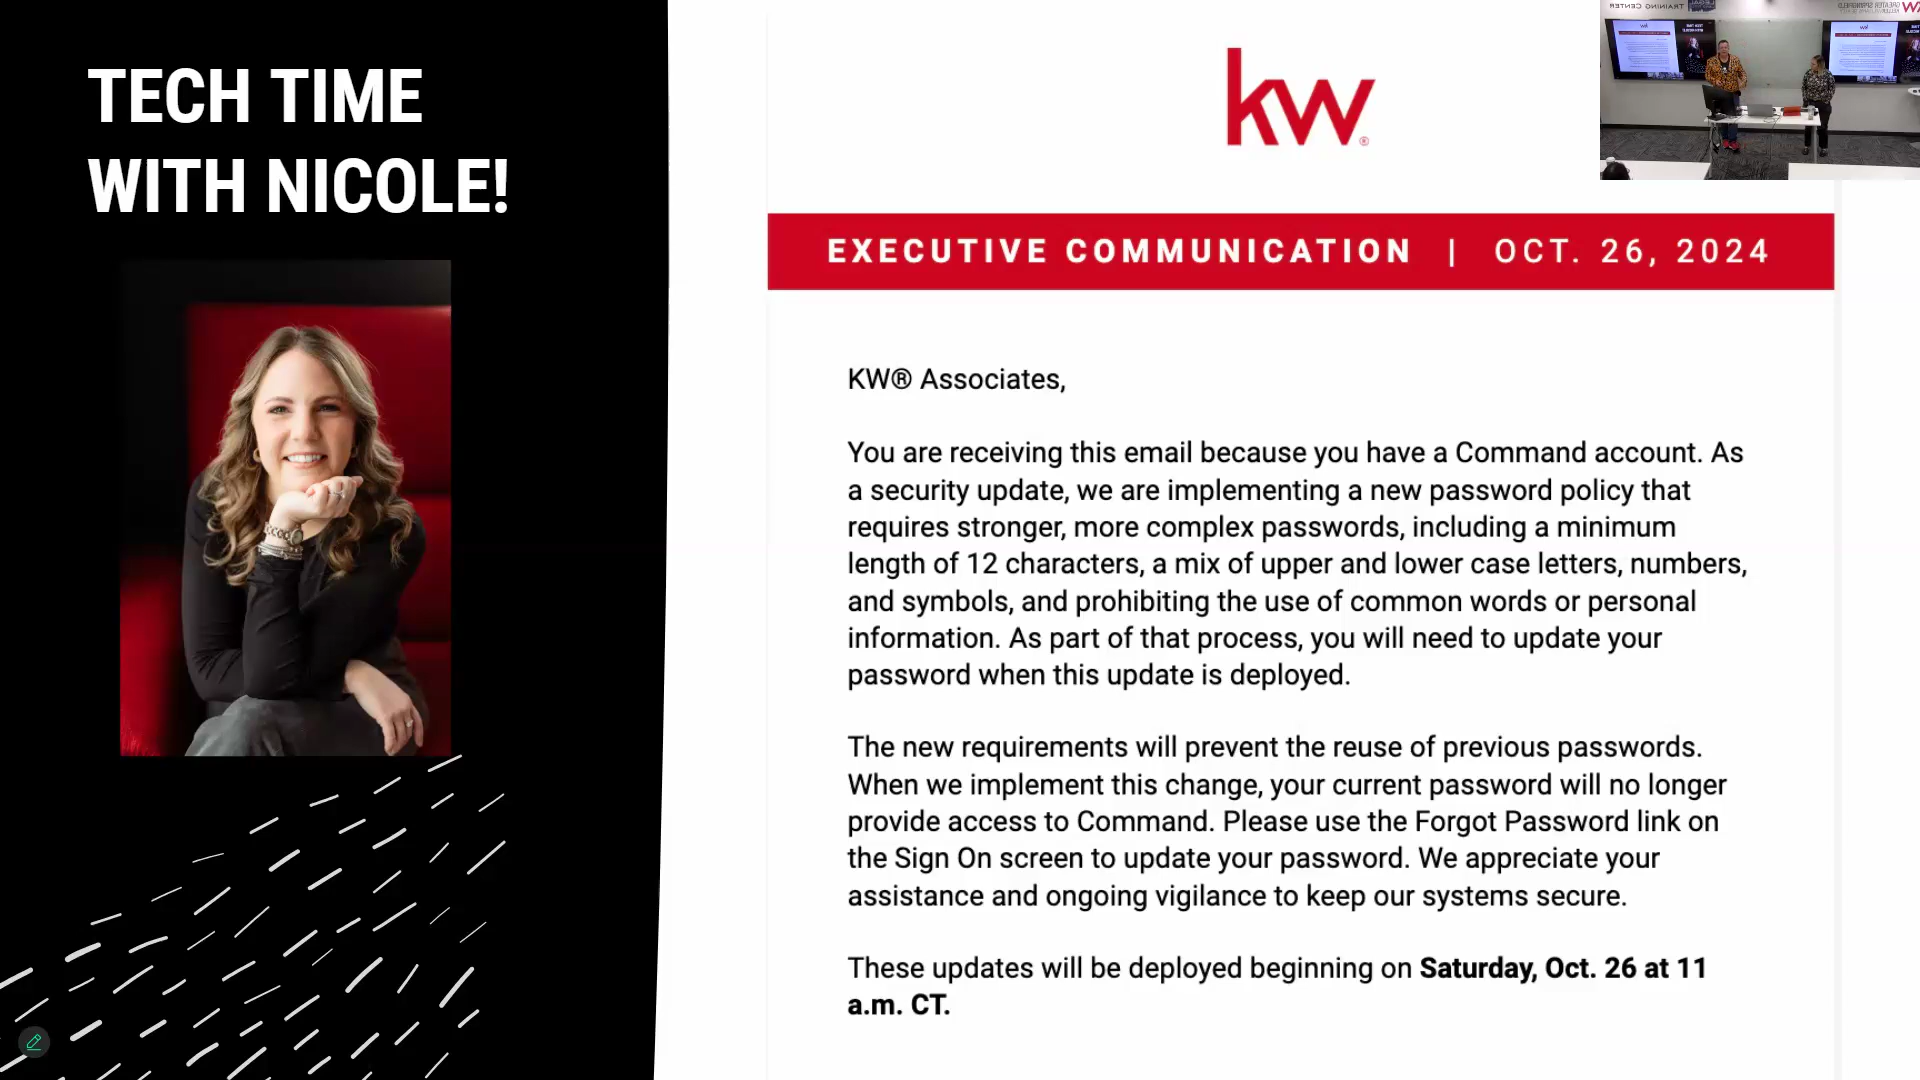 TECH TIME
WITH NICOLE!
kw®
EXECUTIVE COMMUNICATION | OCT. 26, 2024
KW® Associates,
You are receiving this email because you have a Command account. As
a security update, we are implementing a new password policy that
requires stronger, more complex passwords, including a minimum
length of 12 characters, a mix of upper and lower case letters, numbers,
and symbols, and prohibiting the use of common words or personal
information. As part of that process, you will need to update your
password when this update is deployed.
The new requirements will prevent the reuse of previous passwords.
When we implement this change, your current password will no longer
provide access to Command. Please use the Forgot Password link on
the Sign On screen to update your password. We appreciate your
assistance and ongoing vigilance to keep our systems secure.
These updates will be deployed beginning on Saturday, Oct. 26 at 11
a.m. CT.
TRAINING CENTER
LEGAL
GREATER SPRINGFIELD
KW